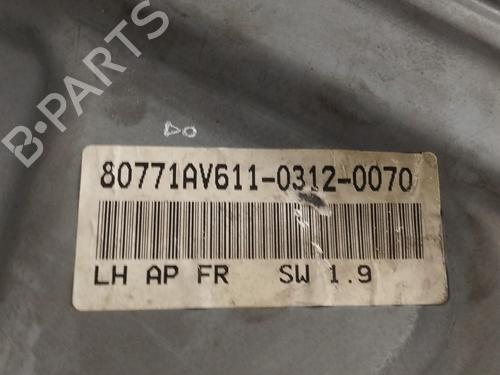 B-PARTS
DO
80771AV611-0312-0070
LH AP FR SW 1.9